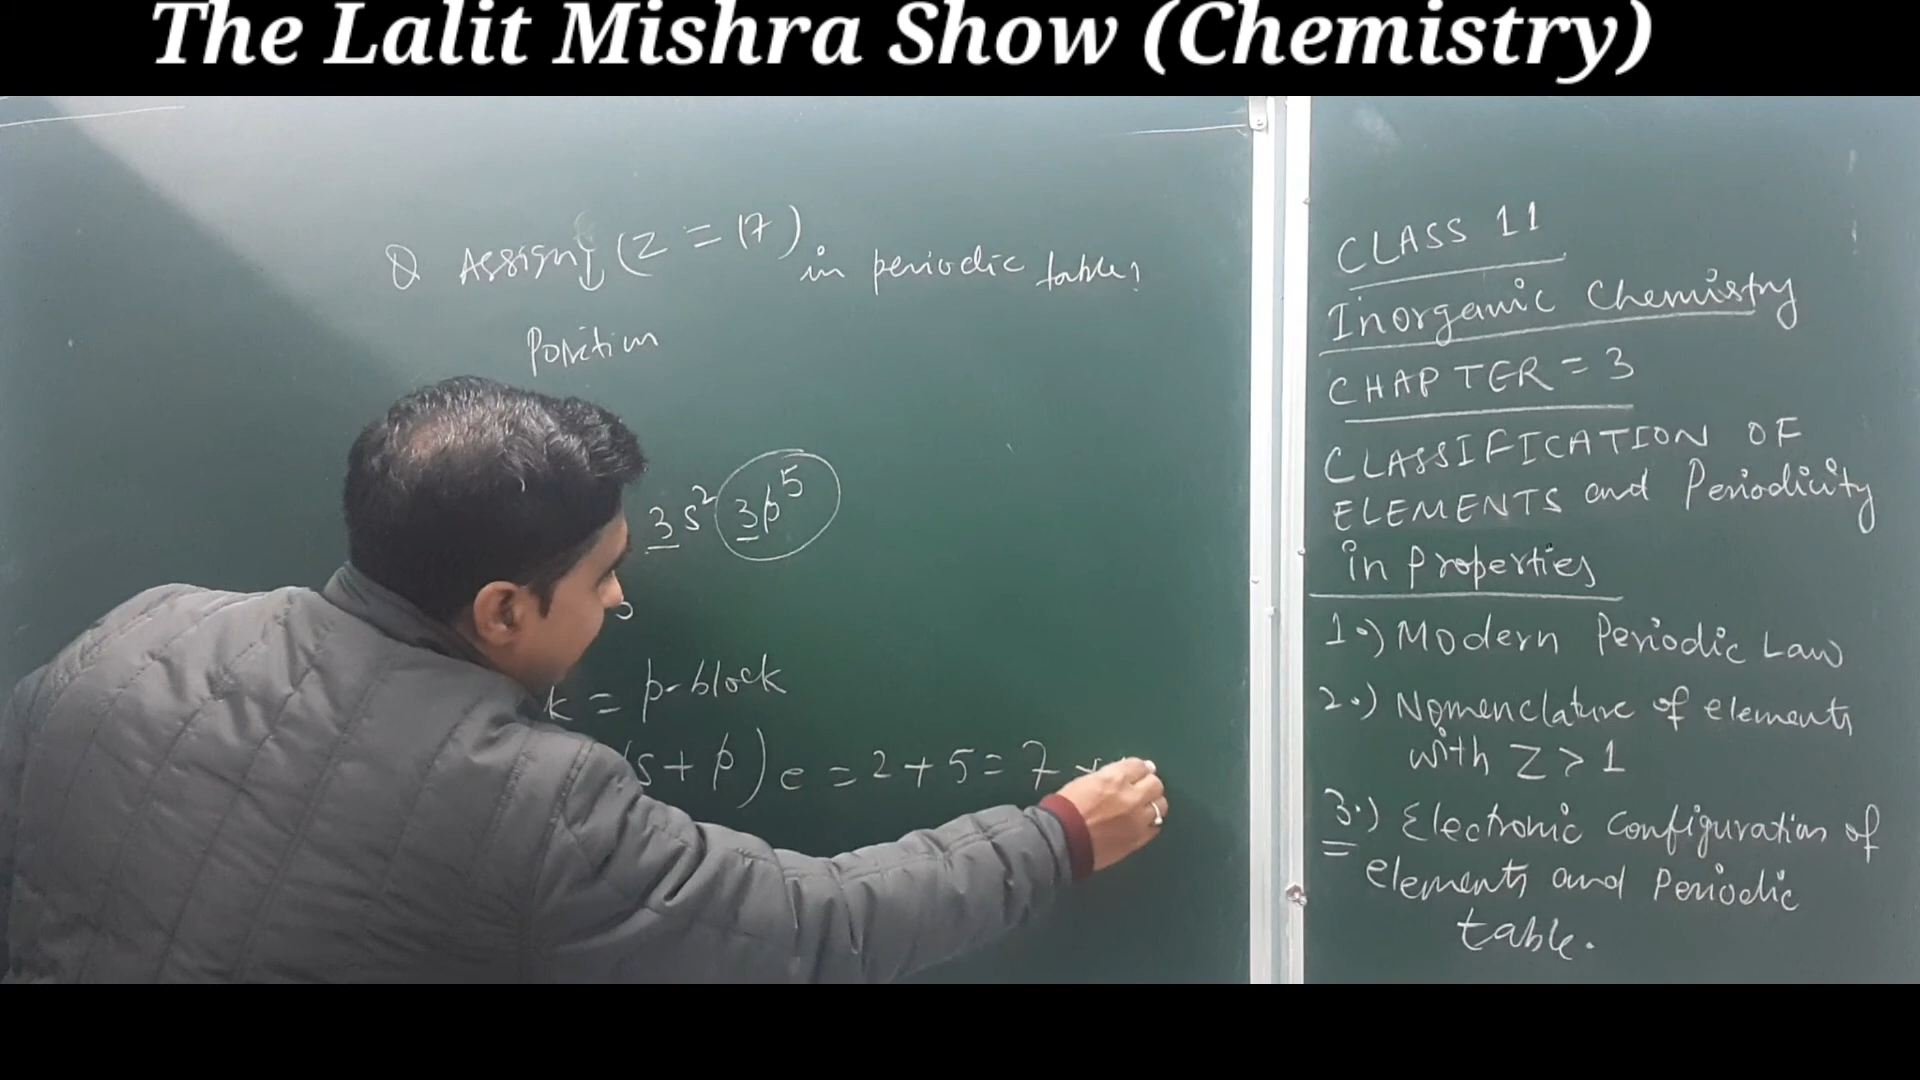 The Lalit Mishra Show (Chemistry)
Q Assign (Z = 17) in periodic table?
Position
3s² 3p⁵
k = p-block
(s + p) e = 2 + 5 = 7 +
CLASS 11
Inorganic Chemistry
CHAPTER = 3
CLASSIFICATION OF
ELEMENTS and Periodicity
in Properties
1.) Modern Periodic Law
2.) Nomenclature of elements
with Z > 1
3.) Electronic Configuration of
elements and Periodic
table.